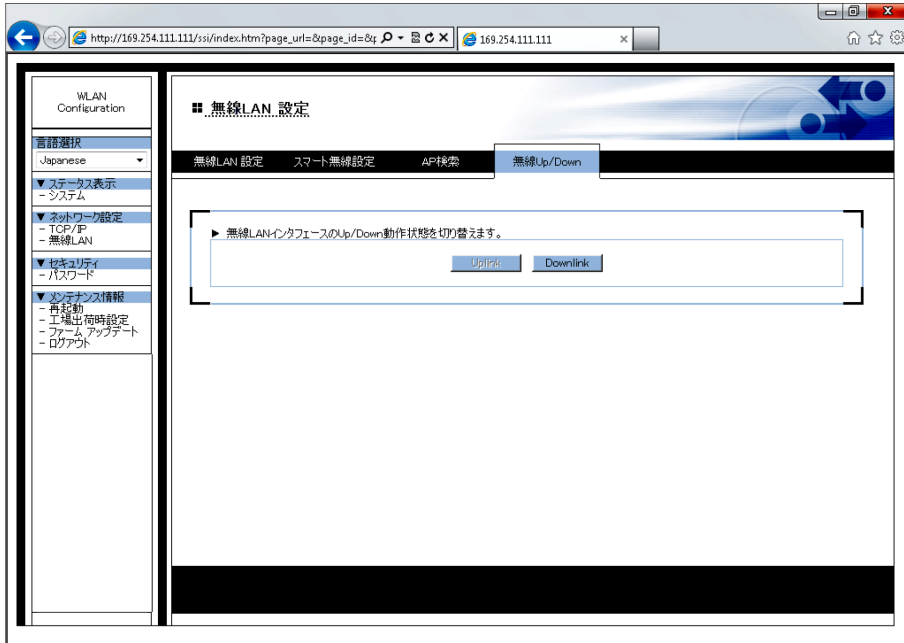 http://169.254.111.111/ssi/index.htm?page_url=&page_id=&
169.254.111.111
WLAN
Configuration
言語選択
Japanese
▼ ステータス表示
- システム
▼ ネットワーク設定
- TCP/IP
- 無線LAN
▼ セキュリティ
- パスワード
▼ メンテナンス情報
- 再起動
- 工場出荷時設定
- ファーム アップデート
- ログアウト
無線LAN 設定
無線LAN 設定 スマート無線設定 AP検索 無線Up/Down
▶ 無線LANインタフェースのUp/Down動作状態を切り替えます。
Uplink Downlink